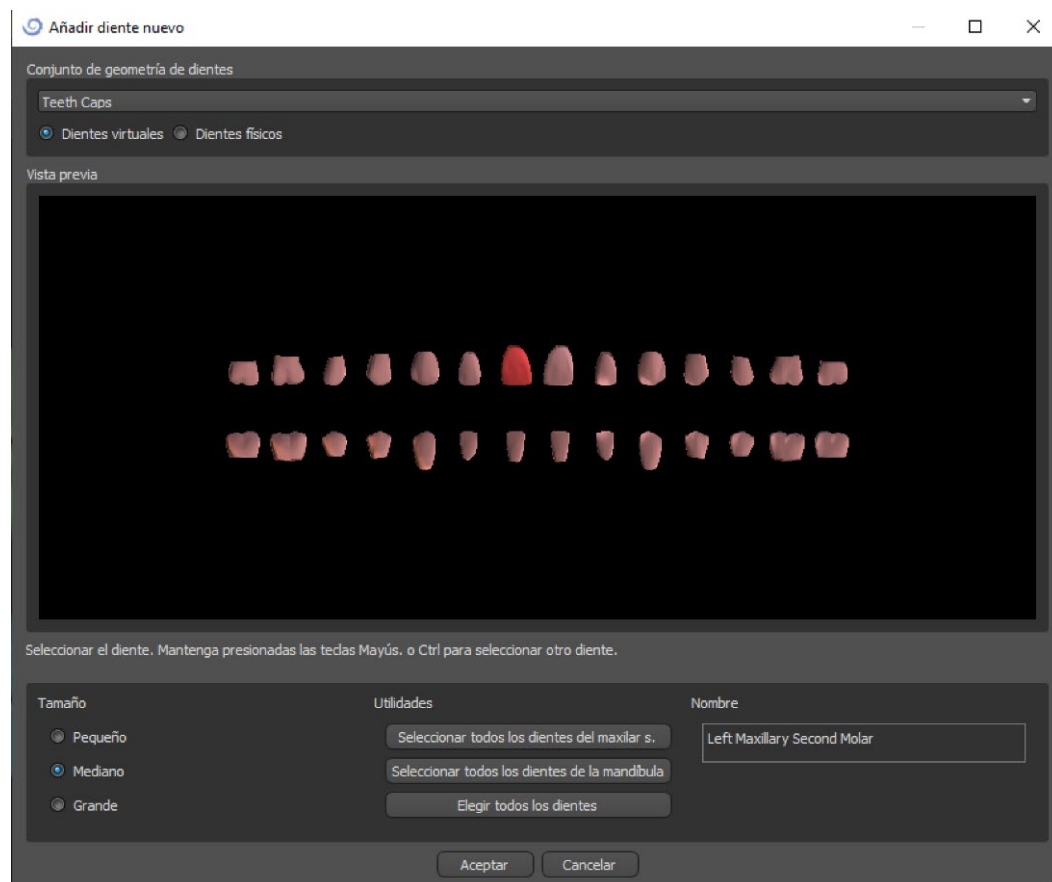 Añadir diente nuevo
Conjunto de geometría de dientes
Teeth Caps
Dientes virtuales Dientes físicos
Vista previa
Seleccionar el diente. Mantenga presionadas las teclas Mayús. o Ctrl para seleccionar otro diente.
Tamaño Utilidades Nombre
Pequeño Seleccionar todos los dientes del maxilar s. Left Maxillary Second Molar
Mediano Seleccionar todos los dientes de la mandíbula
Grande Elegir todos los dientes
Aceptar Cancelar